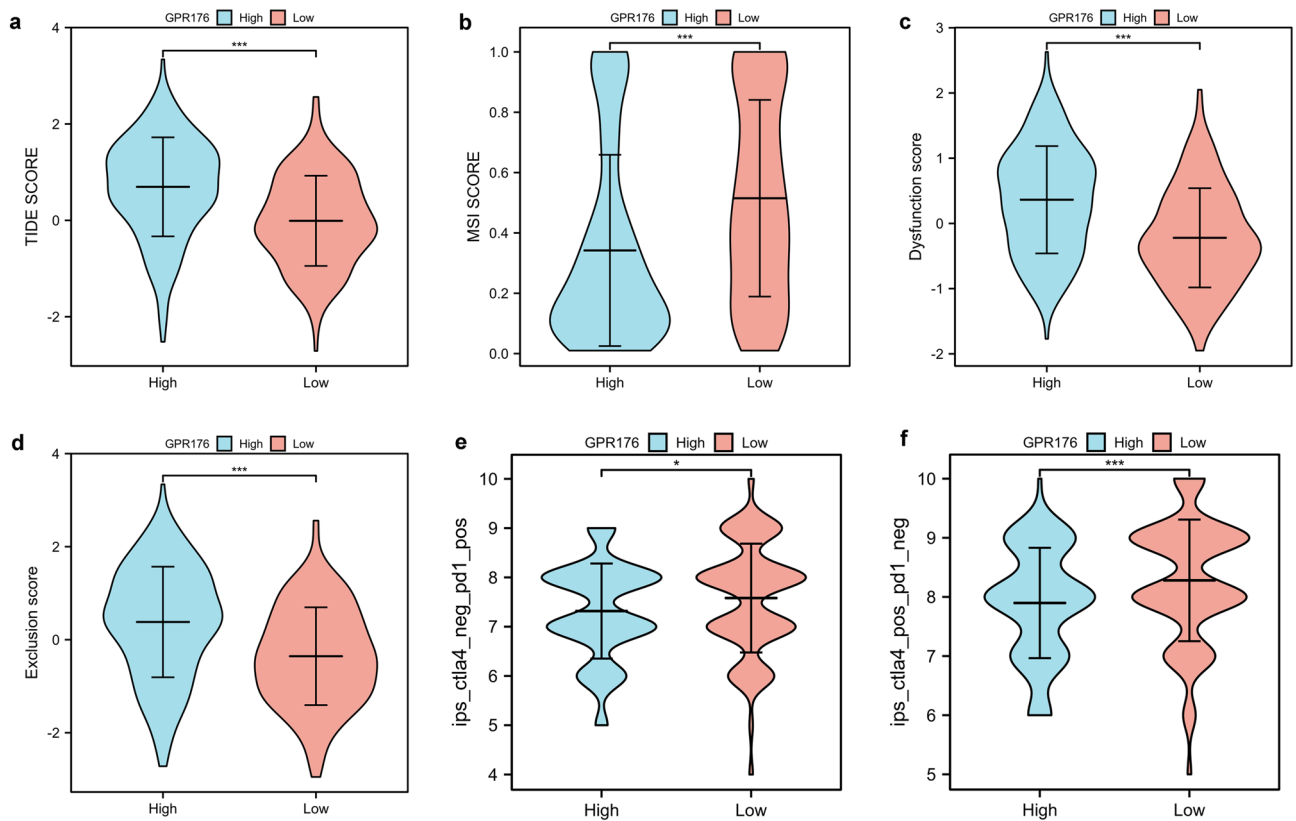 a
GPR176 High Low
***
TIDE SCORE
4
2
0
-2
High Low
b
GPR176 High Low
***
MSI SCORE
1.0
0.8
0.6
0.4
0.2
0.0
High Low
c
GPR176 High Low
***
Dysfunction score
3
2
1
0
-1
-2
High Low
d
GPR176 High Low
***
Exclusion score
4
2
0
-2
High Low
e
GPR176 High Low
*
ips_ctla4_neg_pd1_pos
10
9
8
7
6
5
4
High Low
f
GPR176 High Low
***
ips_ctla4_pos_pd1_neg
10
9
8
7
6
5
High Low